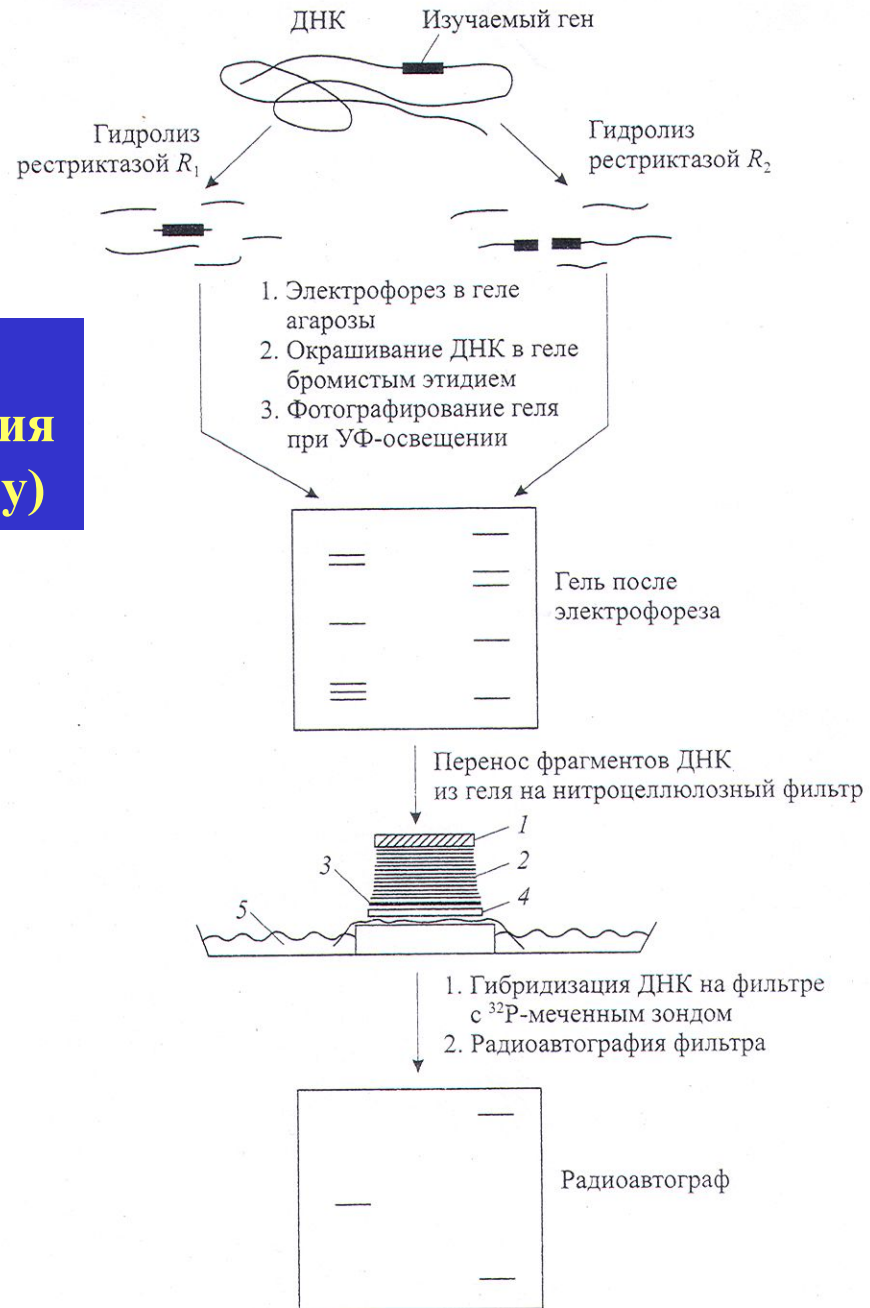 ДНК
Изучаемый ген
Гидролиз
рестриктазой R₁
Гидролиз
рестриктазой R₂
1. Электрофорез в геле
агарозы
2. Окрашивание ДНК в геле
бромистым этидием
3. Фотографирование геля
при УФ-освещении
ия
у)
Гель после
электрофореза
Перенос фрагментов ДНК
из геля на нитроцеллюлозный фильтр
1
2
3
4
5
1. Гибридизация ДНК на фильтре
с ³²Р-меченным зондом
2. Радиоавтография фильтра
Радиоавтограф